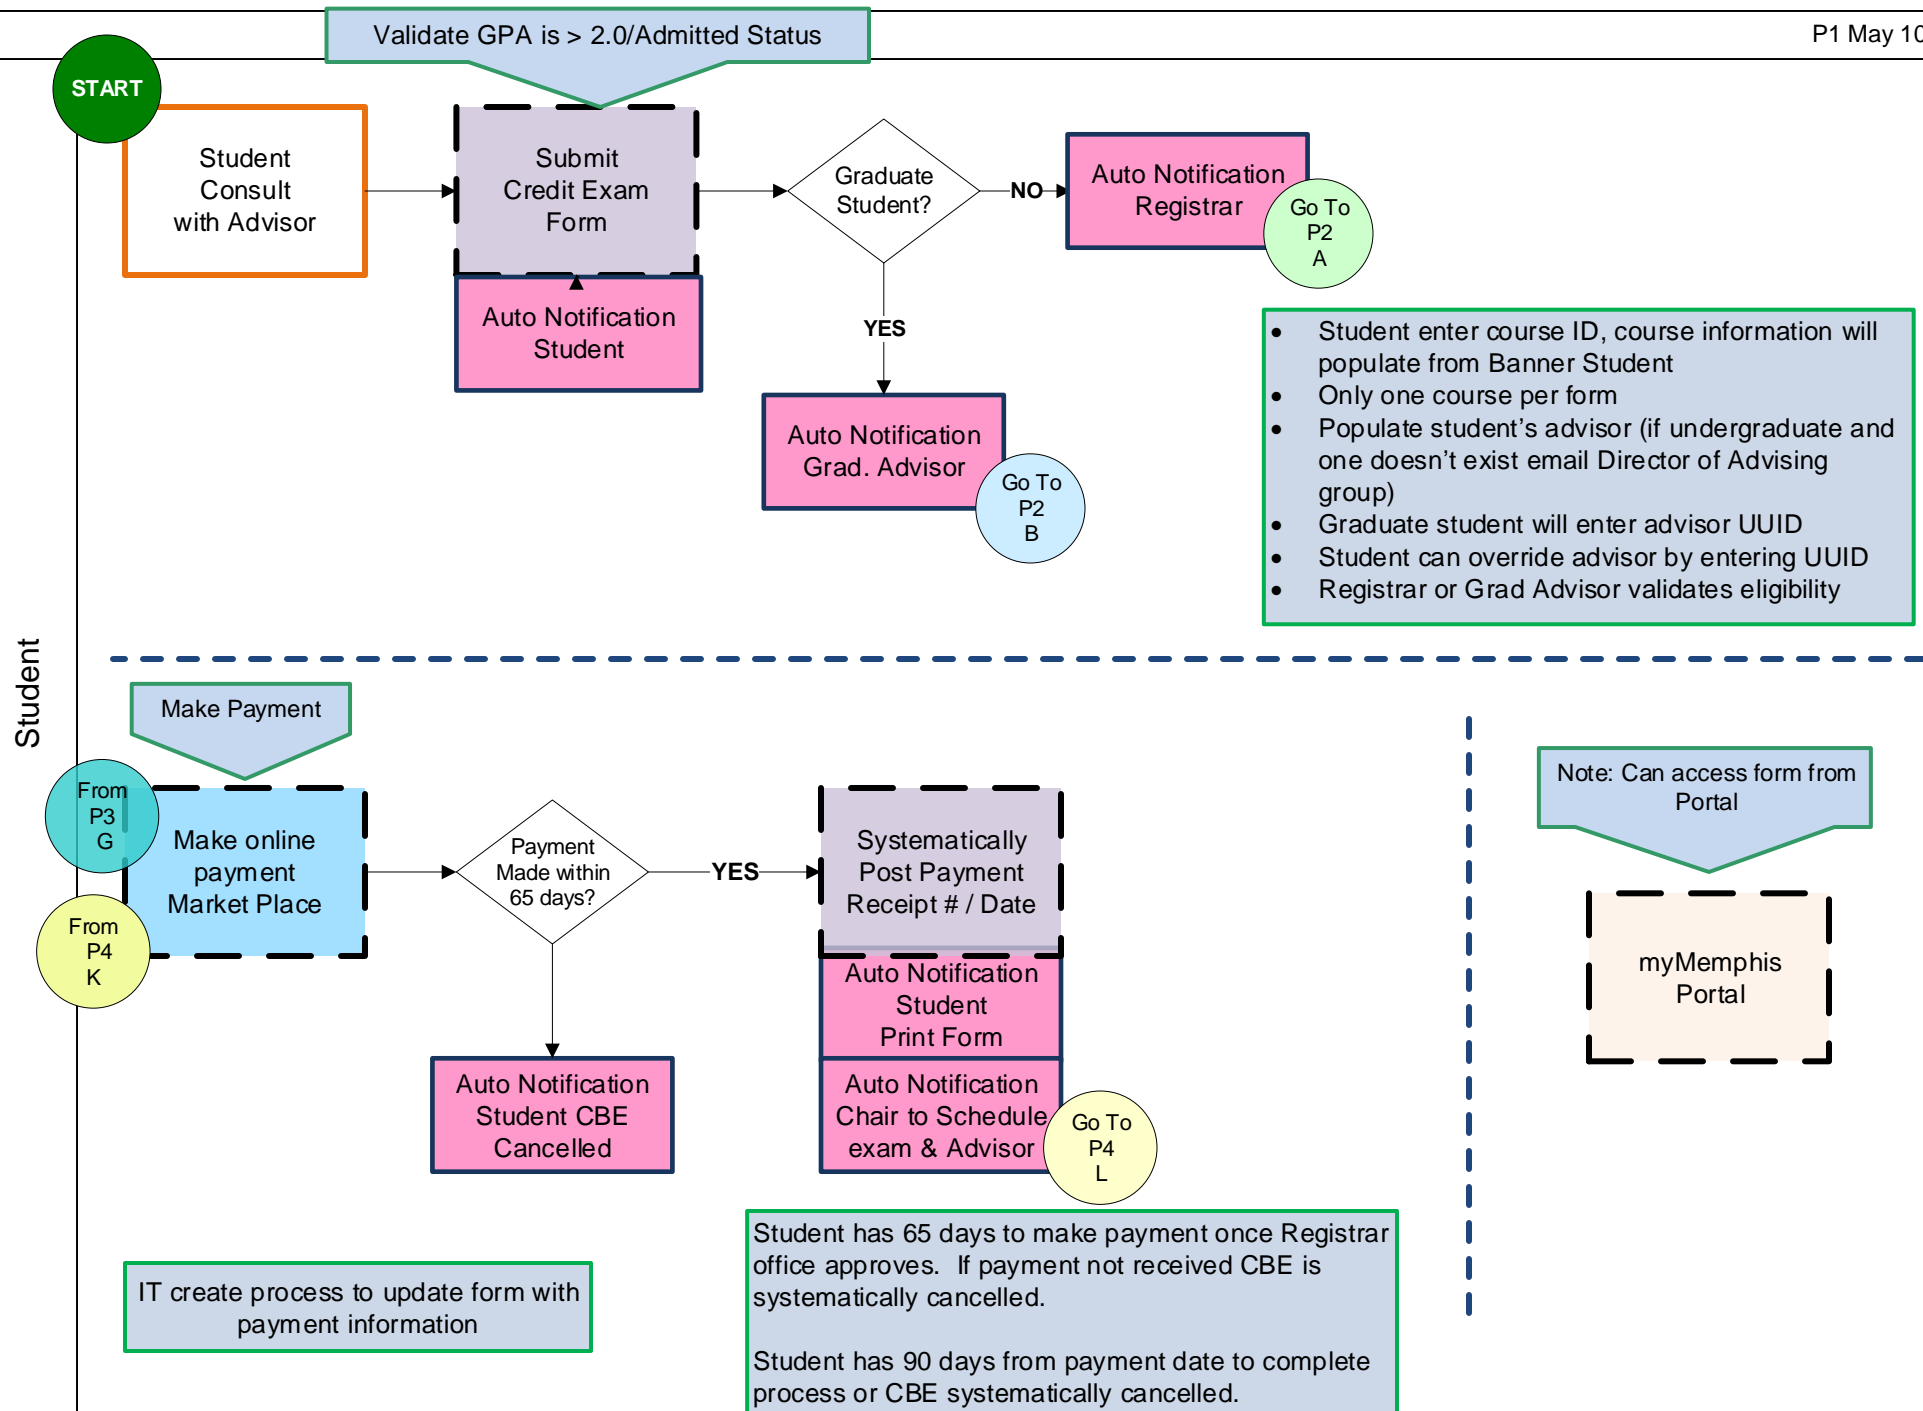 Validate GPA is > 2.0/Admitted Status
P1 May 10
START
Student
Consult
with Advisor
Submit
Credit Exam
Form
Auto Notification
Student
Graduate
Student?
NO
YES
Auto Notification
Registrar
Go To
P2
A
Auto Notification
Grad. Advisor
Go To
P2
B
• Student enter course ID, course information will
populate from Banner Student
• Only one course per form
• Populate student’s advisor (if undergraduate and
one doesn’t exist email Director of Advising
group)
• Graduate student will enter advisor UUID
• Student can override advisor by entering UUID
• Registrar or Grad Advisor validates eligibility
Student
Make Payment
From
P3
G
Make online
payment
Market Place
From
P4
K
Payment
Made within
65 days?
YES
Systematically
Post Payment
Receipt # / Date
Auto Notification
Student
Print Form
Auto Notification
Chair to Schedule
exam & Advisor
Go To
P4
L
Auto Notification
Student CBE
Cancelled
Note: Can access form from
Portal
myMemphis
Portal
IT create process to update form with
payment information
Student has 65 days to make payment once Registrar
office approves.  If payment not received CBE is
systematically cancelled.
Student has 90 days from payment date to complete
process or CBE systematically cancelled.